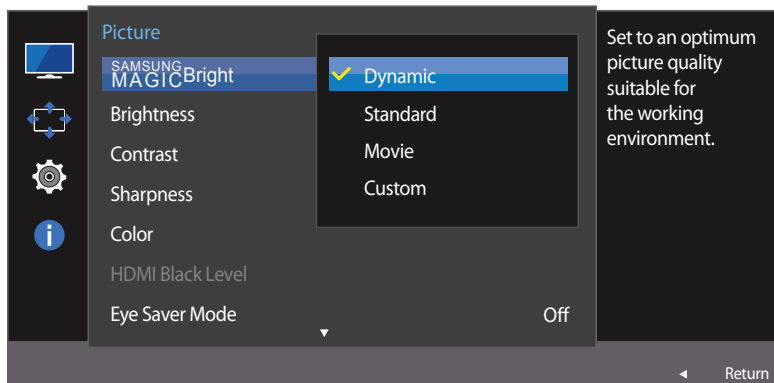 Picture
SAMSUNG
MAGICBright
Brightness
Contrast
Sharpness
Color
HDMI Black Level
Eye Saver Mode Off
Dynamic
Standard
Movie
Custom
Set to an optimum
picture quality
suitable for
the working
environment.
Return